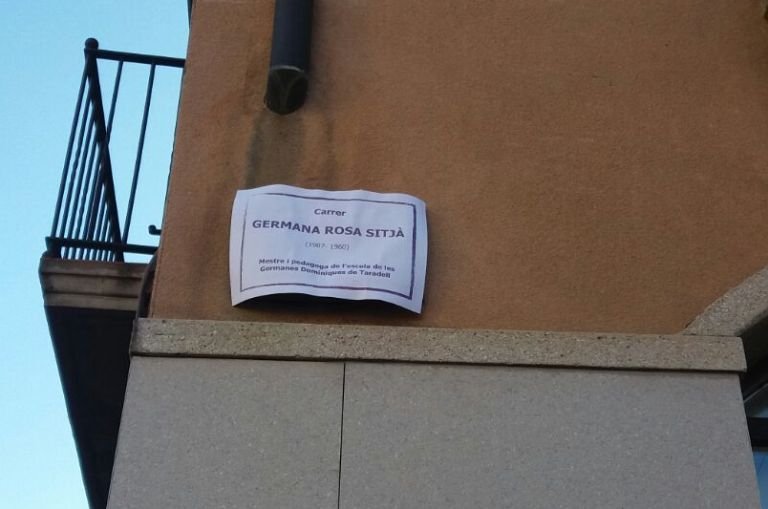 Carrer
GERMANA ROSA SITJÀ
(1907- 1960)
Mestre i pedagoga de l'escola de les
Germanes Dominiques de Taradell